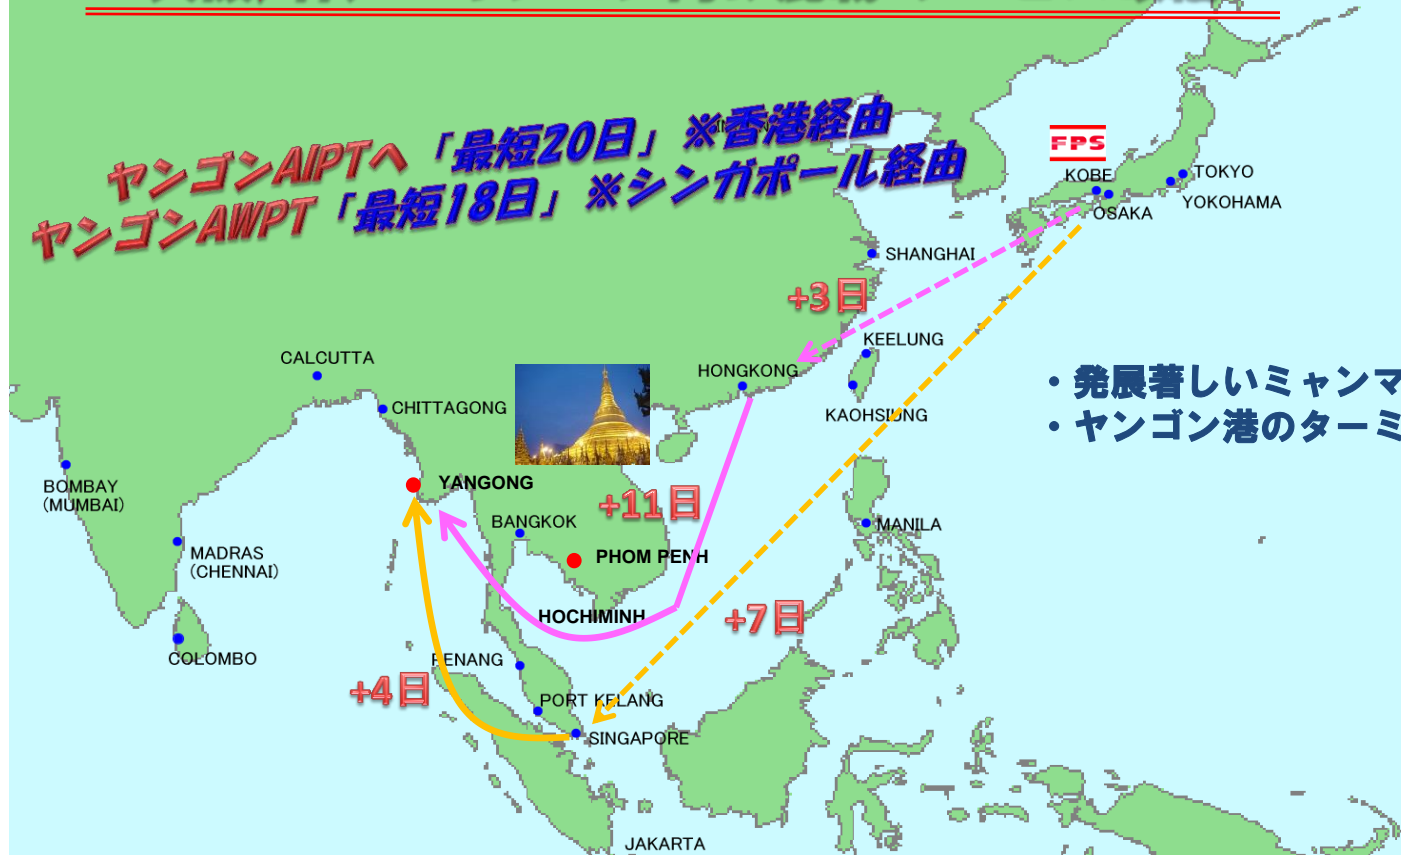 ヤンゴンAIPTへ「最短20日」※香港経由
ヤンゴンAWPT「最短18日」※シンガポール経由
FPS
KOBE
TOKYO
OSAKA
YOKOHAMA
SHANGHAI
+3日
KEELUNG
CALCUTTA
HONGKONG
・発展著しいミャンマ
CHITTAGONG
KAOHSIUNG
・ヤンゴン港のターミ
BOMBAY
(MUMBAI)
YANGONG
+11日
BANGKOK
MANILA
MADRAS
(CHENNAI)
PHOM PENH
HOCHIMINH
+7日
COLOMBO
PENANG
+4日
PORT KELANG
SINGAPORE
JAKARTA